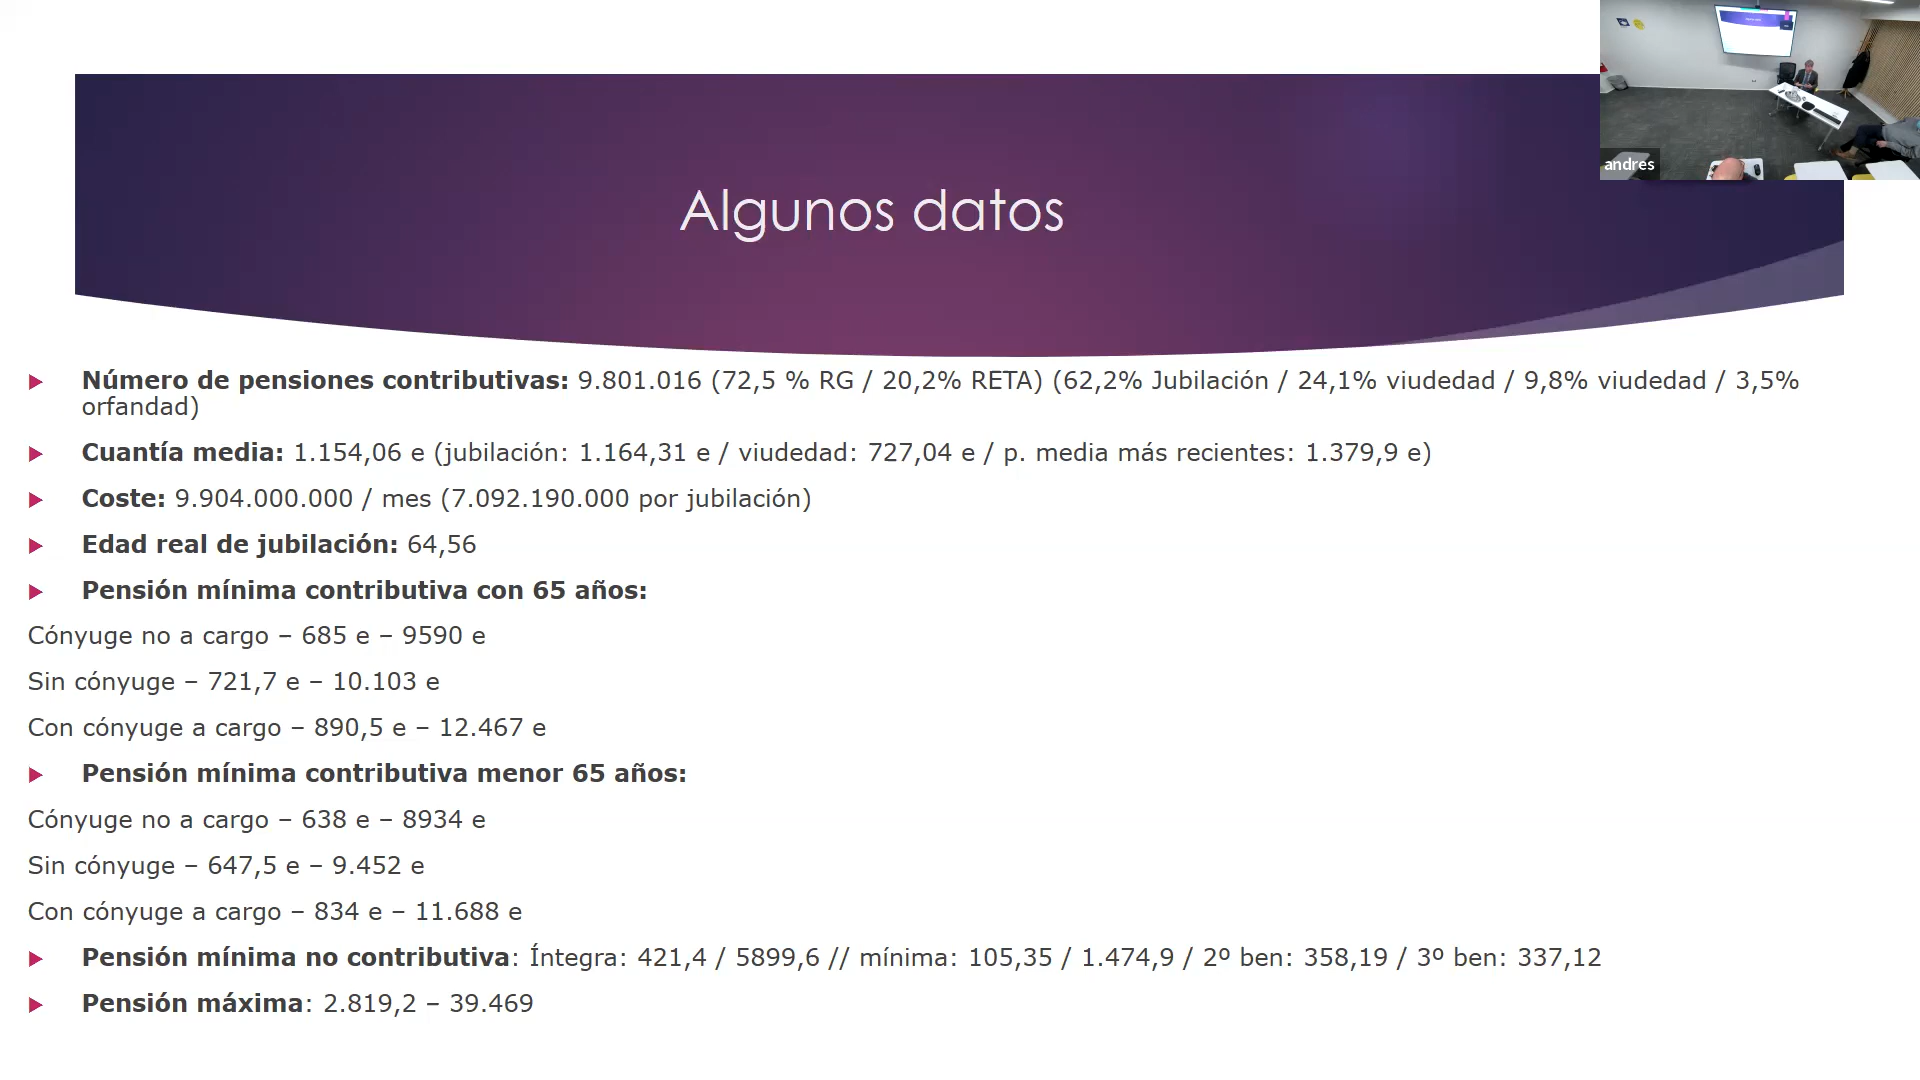 Algunos datos
andres
Número de pensiones contributivas: 9.801.016 (72,5 % RG / 20,2% RETA) (62,2% Jubilación / 24,1% viudedad / 9,8% viudedad / 3,5%
orfandad)
Cuantía media: 1.154,06 e (jubilación: 1.164,31 e / viudedad: 727,04 e / p. media más recientes: 1.379,9 e)
Coste: 9.904.000.000 / mes (7.092.190.000 por jubilación)
Edad real de jubilación: 64,56
Pensión mínima contributiva con 65 años:
Cónyuge no a cargo – 685 e – 9590 e
Sin cónyuge – 721,7 e – 10.103 e
Con cónyuge a cargo – 890,5 e – 12.467 e
Pensión mínima contributiva menor 65 años:
Cónyuge no a cargo – 638 e – 8934 e
Sin cónyuge – 647,5 e – 9.452 e
Con cónyuge a cargo – 834 e – 11.688 e
Pensión mínima no contributiva: Íntegra: 421,4 / 5899,6 // mínima: 105,35 / 1.474,9 / 2º ben: 358,19 / 3º ben: 337,12
Pensión máxima: 2.819,2 – 39.469